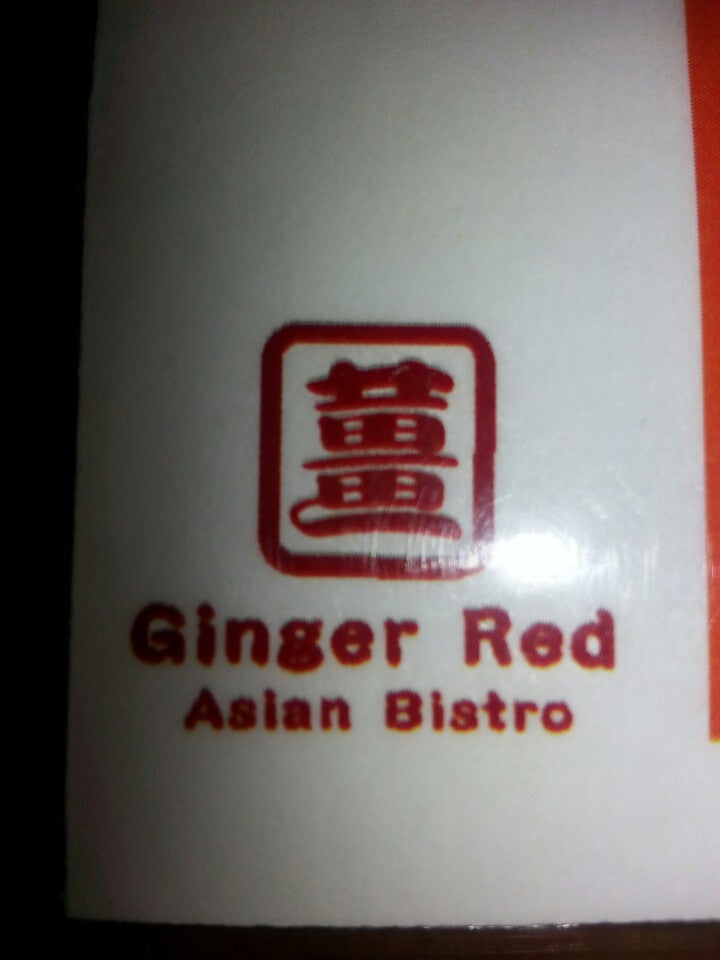 薑
Ginger Red
Asian Bistro